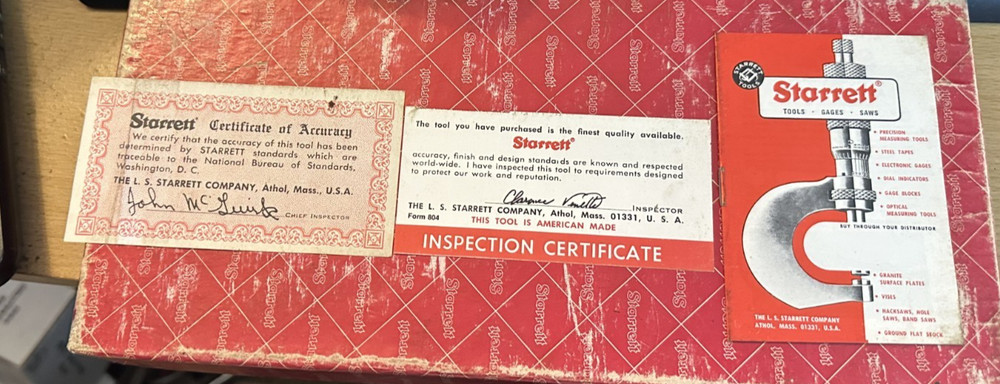 Starrett Certificate of Accuracy
We certify that the accuracy of this tool has been
determined by STARRETT standards which are
traceable to the National Bureau of Standards,
Washington, D. C.
THE L. S. STARRETT COMPANY, Athol, Mass., U.S.A.
John McGuirk CHIEF INSPECTOR
The tool you have purchased is the finest quality available.
Starrett®
accuracy, finish and design standards are known and respected
world-wide. I have inspected this tool to requirements designed
to protect our work and reputation.
Clarence INSPECTOR
THE L. S. STARRETT COMPANY, Athol, Mass. 01331, U. S. A.
Form 804 THIS TOOL IS AMERICAN MADE
INSPECTION CERTIFICATE
STARRETT
TOOLS
Starrett®
TOOLS - GAGES - SAWS
• PRECISION
MEASURING TOOLS
• STEEL TAPES
• ELECTRONIC GAGES
• DIAL INDICATORS
• GAGE BLOCKS
• OPTICAL
MEASURING TOOLS
BUY THROUGH YOUR DISTRIBUTOR
• GRANITE
SURFACE PLATES
• VISES
• HACKSAWS, HOLE
SAWS, BAND SAWS
• GROUND FLAT STOCK
THE L. S. STARRETT COMPANY
ATHOL, MASS. 01331, U.S.A.